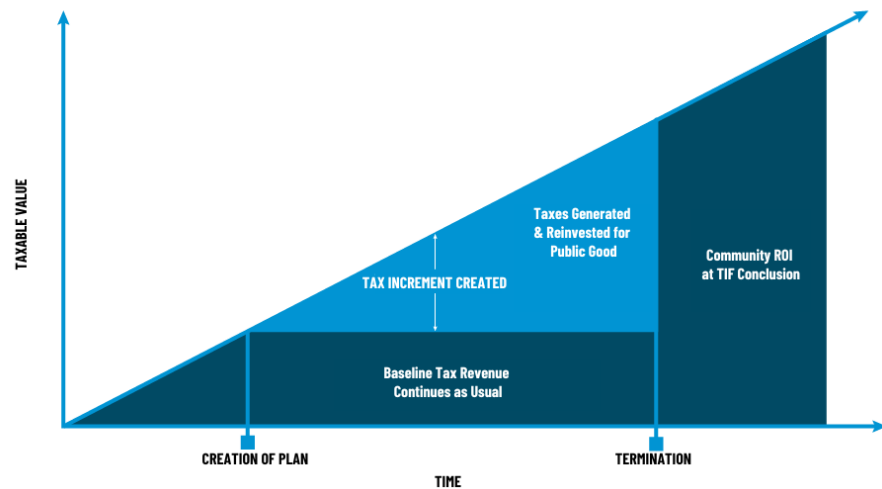 TAXABLE VALUE
Taxes Generated
& Reinvested for
Public Good
Community ROI
at TIF Conclusion
TAX INCREMENT CREATED
Baseline Tax Revenue
Continues as Usual
CREATION OF PLAN
TERMINATION
TIME